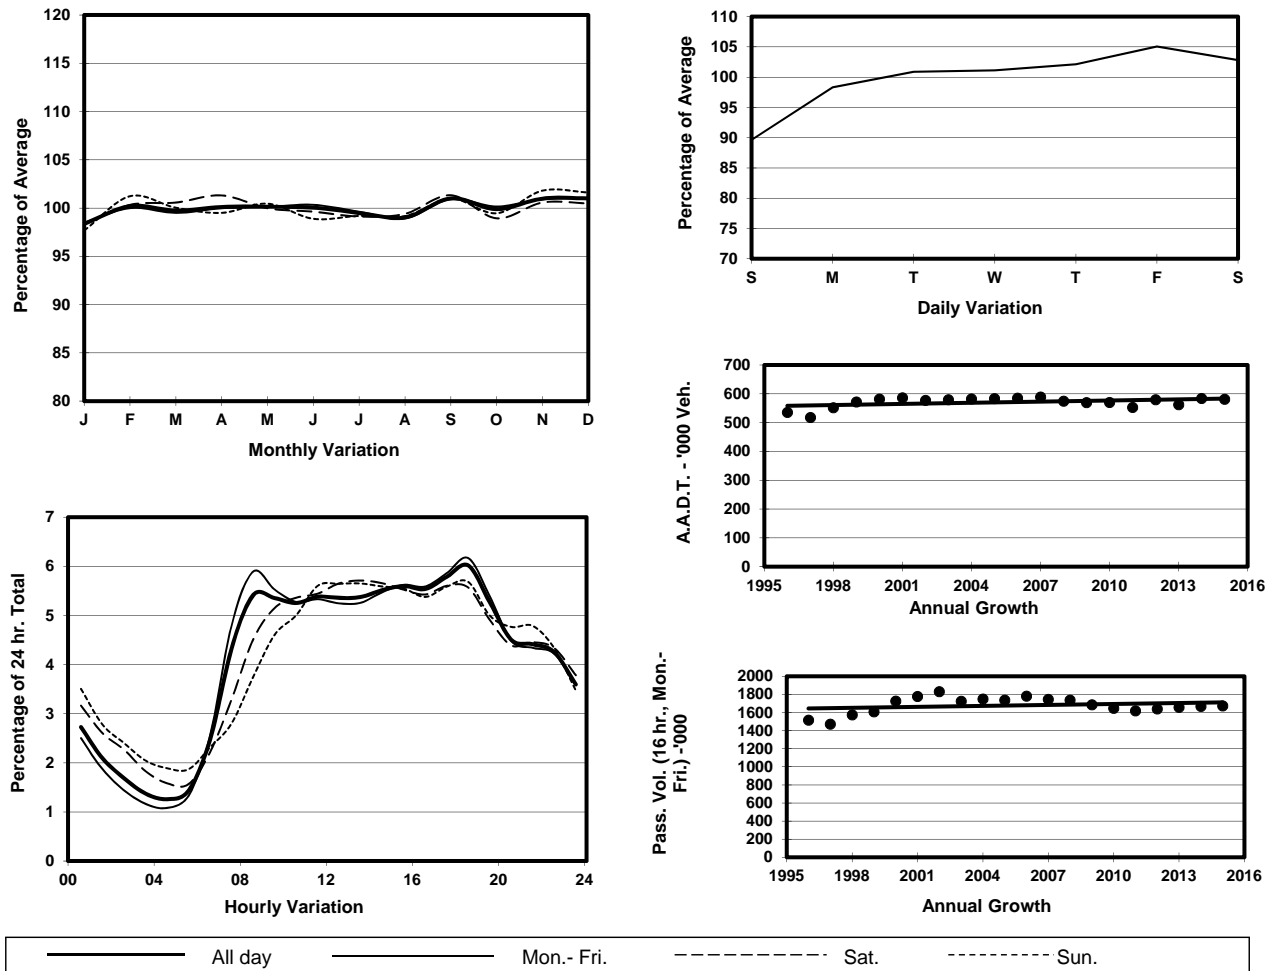 120
115
110
105
100
95
90
85
80
Percentage of Average
J F M A M J J A S O N D
Monthly Variation
110
105
100
95
90
85
80
75
70
Percentage of Average
S M T W T F S
Daily Variation
700
600
500
400
300
200
100
0
A.A.D.T. - '000 Veh.
1995 1998 2001 2004 2007 2010 2013 2016
Annual Growth
7
6
5
4
3
2
1
0
Percentage of 24 hr. Total
00 04 08 12 16 20 24
Hourly Variation
2000
1800
1600
1400
1200
1000
800
600
400
200
0
Pass. Vol. (16 hr., Mon.-
Fri.) -'000
1995 1998 2001 2004 2007 2010 2013 2016
Annual Growth
All day Mon.- Fri. Sat. Sun.